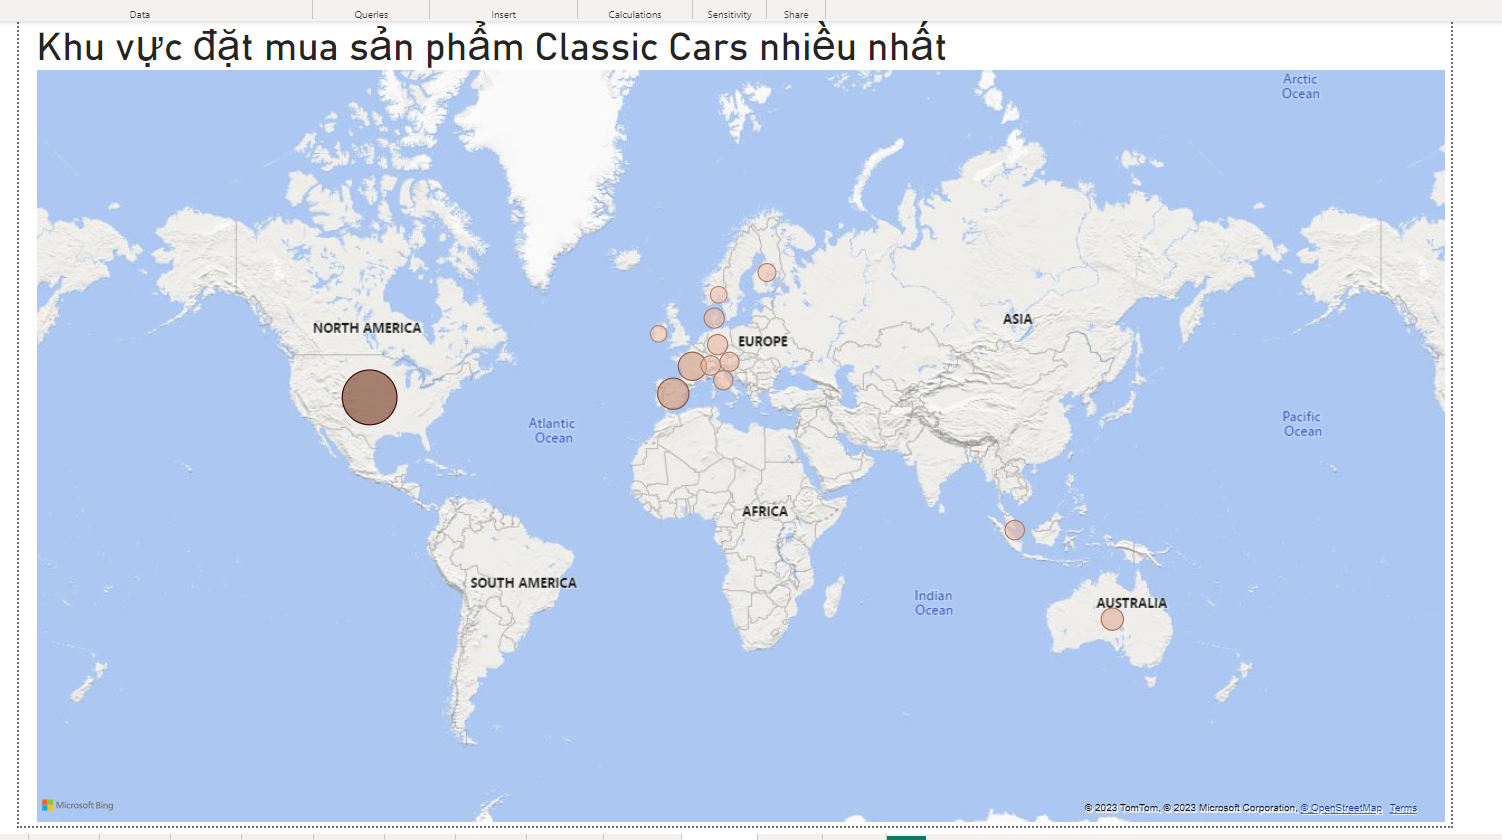 Data Queries Insert Calculations Sensitivity Share
Khu vực đặt mua sản phẩm Classic Cars nhiều nhất
Arctic
Ocean
NORTH AMERICA
EUROPE
ASIA
Atlantic
Ocean
Pacific
Ocean
AFRICA
SOUTH AMERICA
Indian
Ocean
AUSTRALIA
Microsoft Bing
© 2023 TomTom, © 2023 Microsoft Corporation, © OpenStreetMap Terms